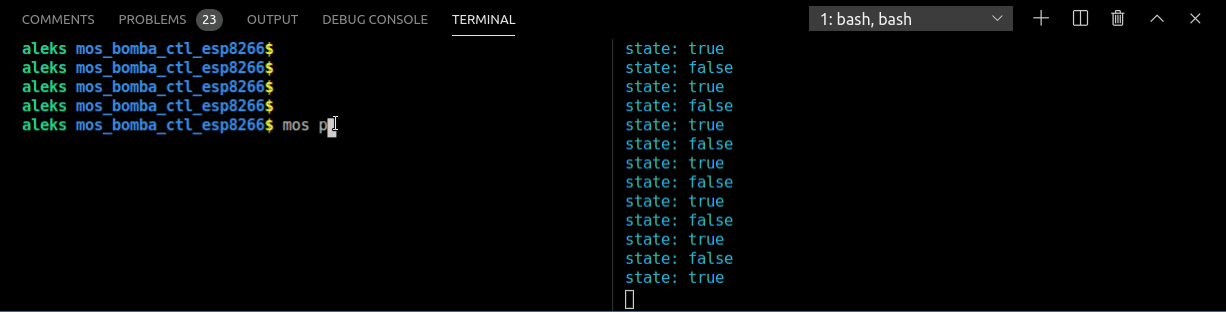 COMMENTS PROBLEMS 23 OUTPUT DEBUG CONSOLE TERMINAL 1: bash, bash
aleks mos_bomba_ctl_esp8266$
aleks mos_bomba_ctl_esp8266$
aleks mos_bomba_ctl_esp8266$
aleks mos_bomba_ctl_esp8266$
aleks mos_bomba_ctl_esp8266$ mos p
state: true
state: false
state: true
state: false
state: true
state: false
state: true
state: false
state: true
state: false
state: true
state: false
state: true